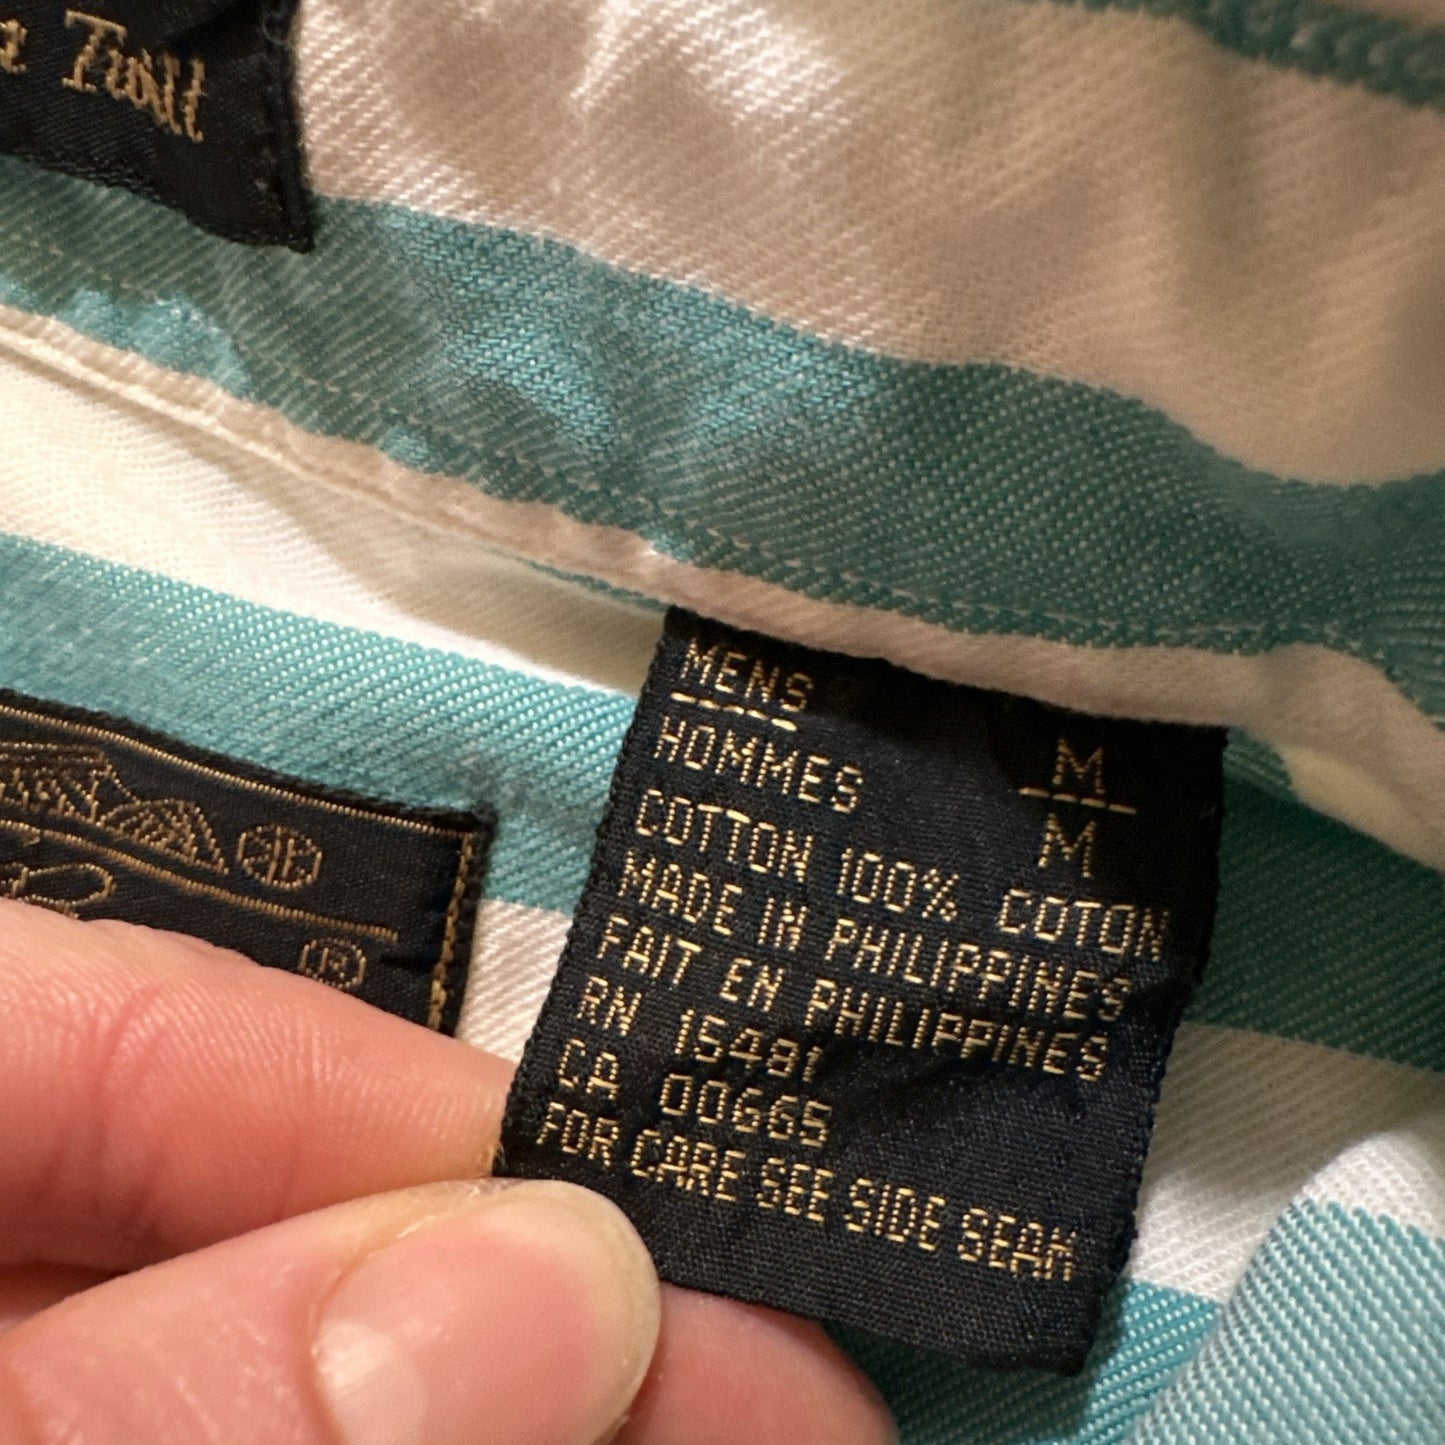 Twill
MENS M
HOMMES M
COTTON 100% COTON
MADE IN PHILIPPINES
FAIT EN PHILIPPINES
RN 15481
CA 00665
FOR CARE SEE SIDE SEAM
®